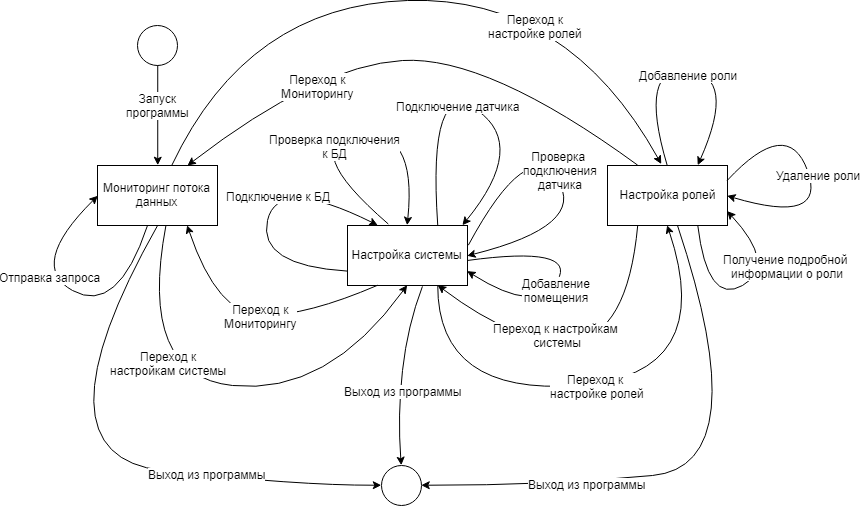 Переход к
настройке ролей
Переход к
Мониторингу
Добавление роли
Запуск
программы
Подключение датчика
Проверка подключения
к БД
Проверка
подключения
датчика
Удаление роли
Мониторинг потока
данных
Подключение к БД
Настройка ролей
Настройка системы
Отправка запроса
Получение подробной
информации о роли
Добавление
помещения
Переход к
Мониторингу
Переход к настройкам
системы
Переход к
настройкам системы
Выход из программы
Переход к
настройке ролей
Выход из программы
Выход из программы